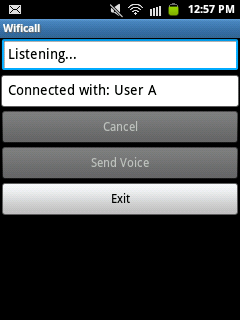 12:57 PM
Wificall
Listening...
Connected with: User A
Cancel
Send Voice
Exit